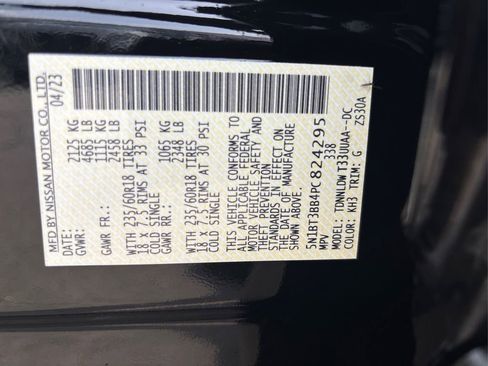 MFD BY NISSAN MOTOR CO., LTD.
04/23
GVWR: 2125 KG
4685 LB
GAWR FR: 1115 KG
2458 LB
WITH 235/60R18 TIRES
18 X 7.5 RIMS AT 33 PSI
COLD SINGLE
GAWR RR: 1065 KG
2348 LB
WITH 235/60R18 TIRES
18 X 7.5 RIMS AT 30 PSI
COLD SINGLE
THIS VEHICLE CONFORMS TO
ALL APPLICABLE FEDERAL
MOTOR VEHICLE SAFETY
AND THEFT PREVENTION
STANDARDS IN EFFECT ON
THE DATE OF MANUFACTURE
SHOWN ABOVE.
5N1BT3BB4PC824295
MPV 338
MODEL: TDNNLDW T33UUAA--DC
COLOR: KH3 TRIM: G
ZS30A